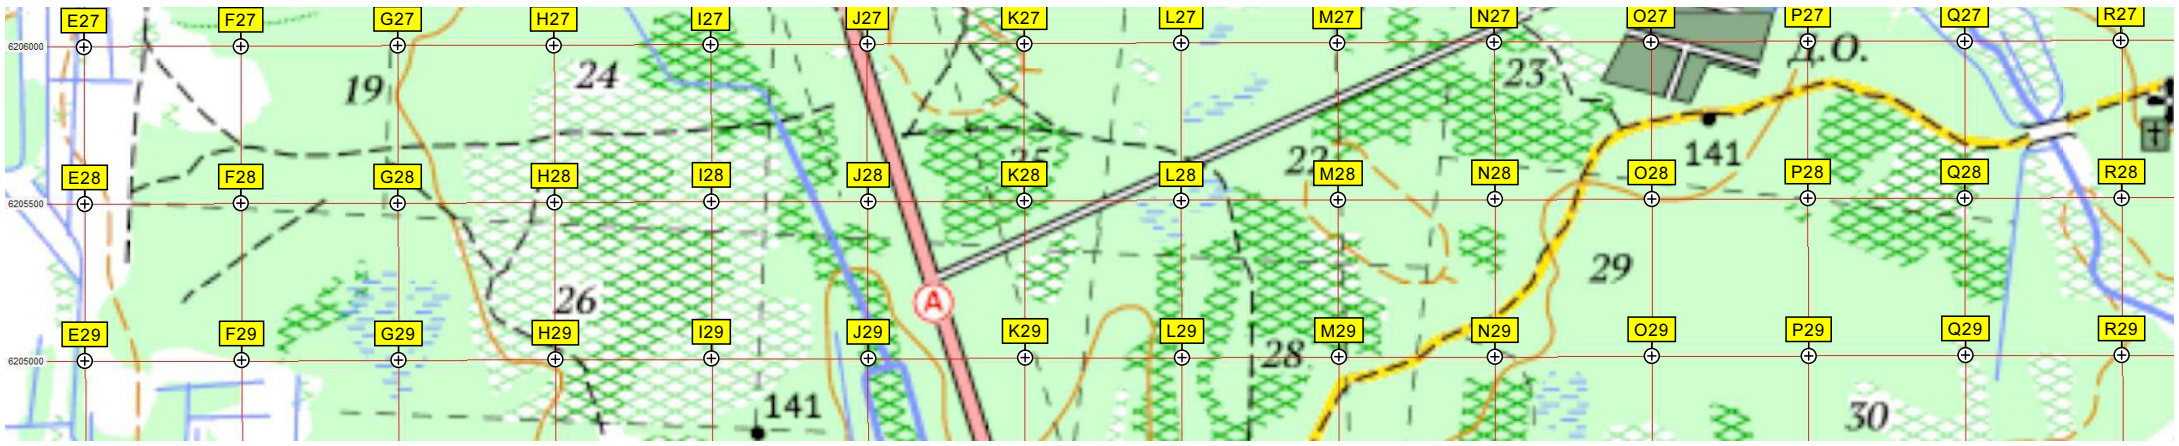 E27 F27 G27 H27 I27 J27 K27 L27 M27 N27 O27 P27 Q27 R27
6206000
Д.О.
19 24 23
141
25 22
E28 F28 G28 H28 I28 J28 K28 L28 M28 N28 O28 P28 Q28 R28
6205500
29
26 A
E29 F29 G29 H29 I29 J29 K29 L29 M29 N29 O29 P29 Q29 R29
6205000
28
141 30